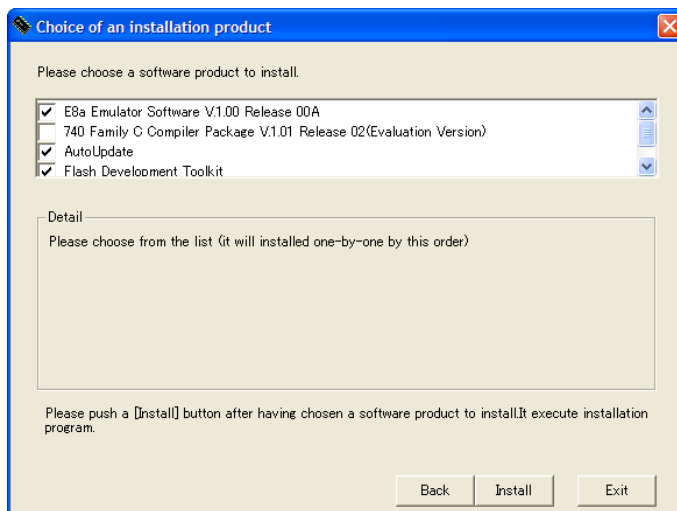 Choice of an installation product
Please choose a software product to install.
E8a Emulator Software V.1.00 Release 00A
740 Family C Compiler Package V.1.01 Release 02(Evaluation Version)
AutoUpdate
Flash Development Toolkit
Detail
Please choose from the list (it will installed one-by-one by this order)
Please push a [Install] button after having chosen a software product to install.It execute installation
program.
Back
Install
Exit